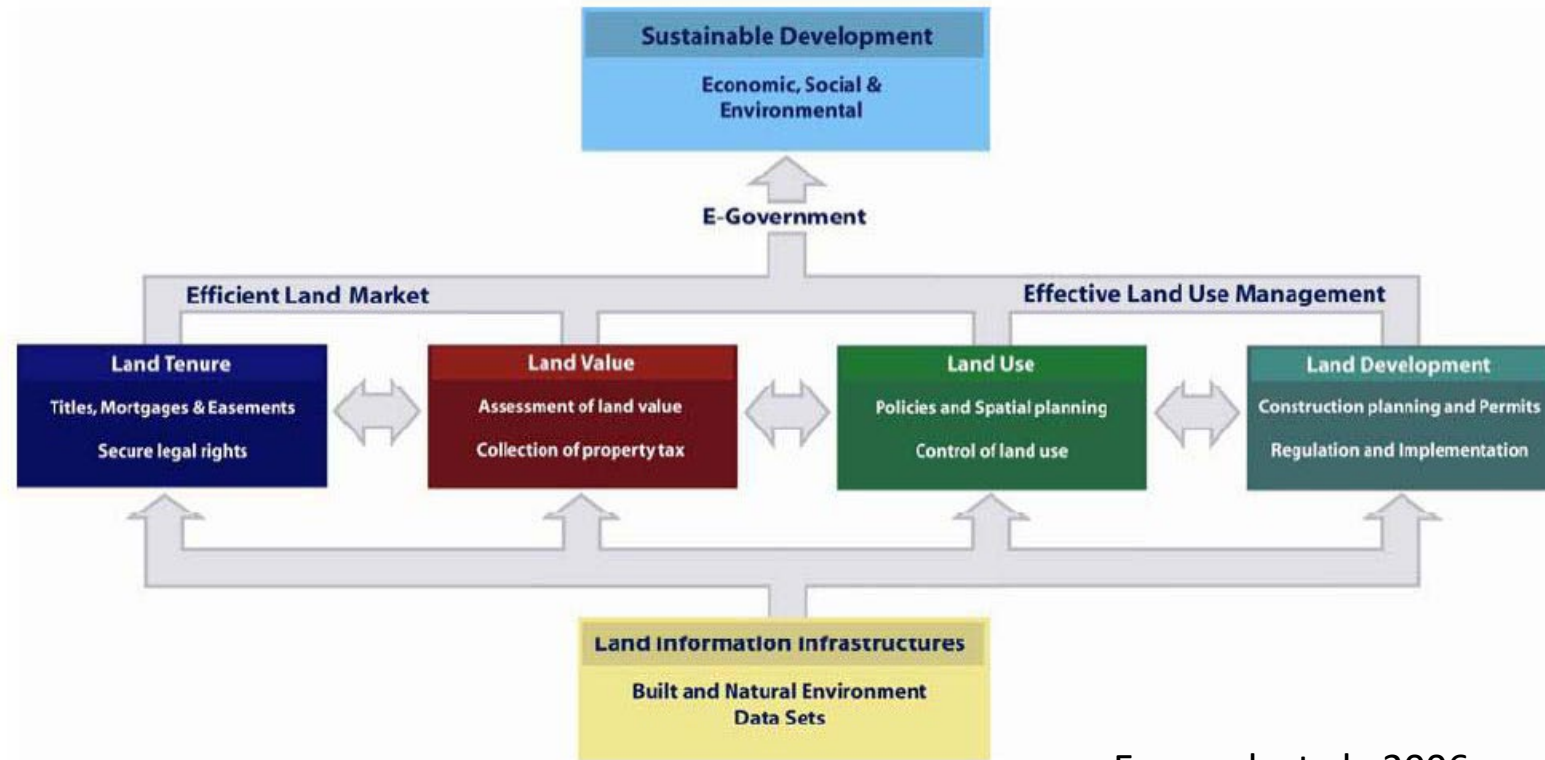 Sustainable Development
Economic, Social &
Environmental
E-Government
Efficient Land Market
Effective Land Use Management
Land Tenure
Titles, Mortgages & Easements
Secure legal rights
Land Value
Assessment of land value
Collection of property tax
Land Use
Policies and Spatial planning
Control of land use
Land Development
Construction planning and Permits
Regulation and Implementation
Land Information Infrastructures
Built and Natural Environment
Data Sets